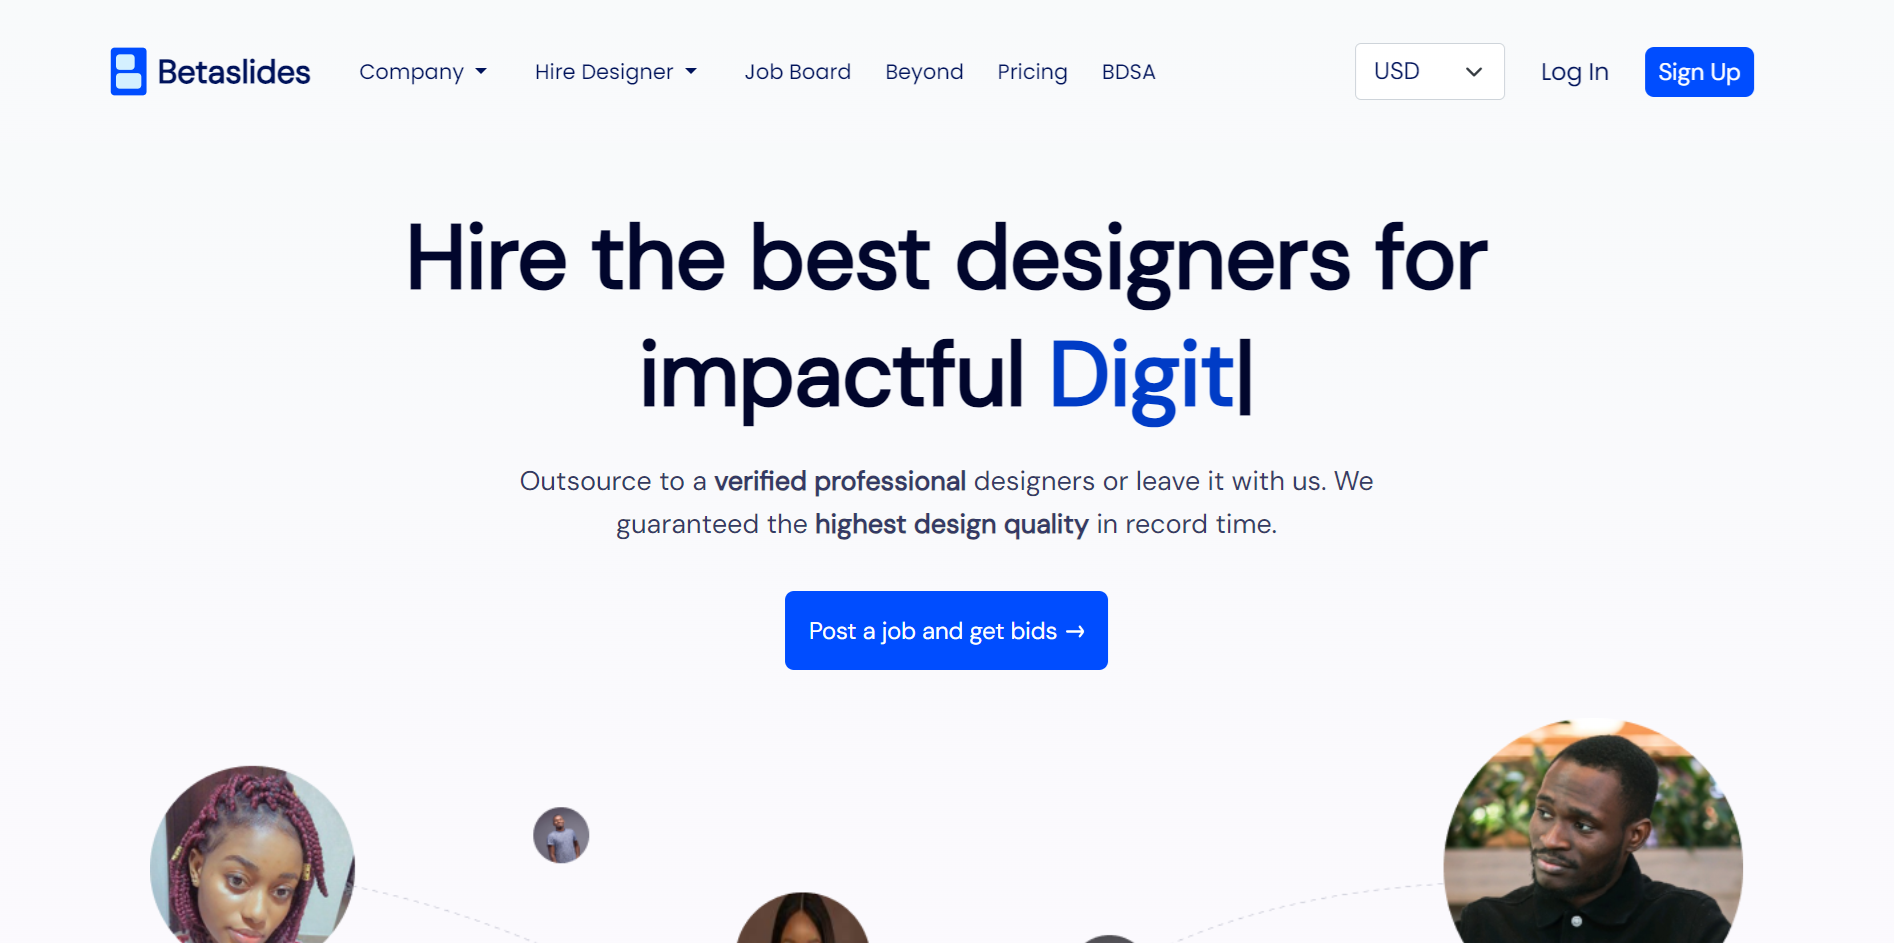 Betaslides
Company
Hire Designer
Job Board
Beyond
Pricing
BDSA
USD
Log In
Sign Up
Hire the best designers for
impactful Digit|
Outsource to a verified professional designers or leave it with us. We
guaranteed the highest design quality in record time.
Post a job and get bids →